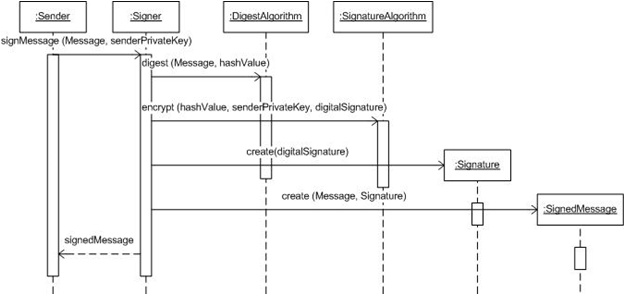 :Sender
:Signer
:DigestAlgorithm
:SignatureAlgorithm
signMessage (Message, senderPrivateKey)
digest (Message, hashValue)
encrypt (hashValue, senderPrivateKey, digitalSignature)
create(digitalSignature)
:Signature
create (Message, Signature)
:SignedMessage
signedMessage